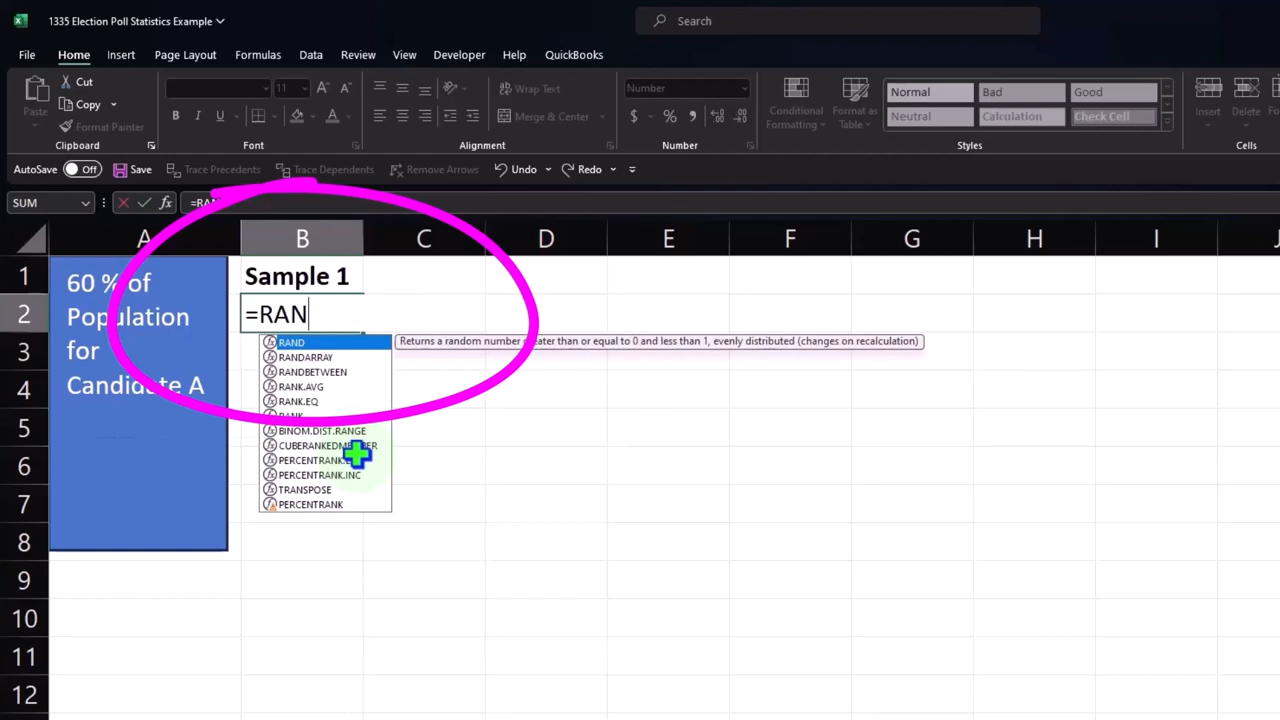 1335 Election Poll Statistics Example
Search
File Home Insert Page Layout Formulas Data Review View Developer Help QuickBooks
Paste
Cut
Copy
Format Painter
Clipboard
11 A A
B I U A
Font
Wrap Text
Merge & Center
Alignment
Number
$ %
Number
Conditional
Formatting
Format as
Table
Normal Bad Good
Neutral Calculation Check Cell
Styles
Insert Delete
Cells
AutoSave Off Save Trace Precedents Trace Dependents Remove Arrows Undo Redo
SUM fx
A B C D E F G H I J
1 Sample 1
60 % of
Population
for
Candidate A
2 =RAN
RAND
Returns a random number greater than or equal to 0 and less than 1, evenly distributed (changes on recalculation)
RANDARRAY
RANDBETWEEN
RANK.AVG
RANK.EQ
RANK
BINOM.DIST.RANGE
PERCENTRANK.INC
TRANSPOSE
PERCENTRANK
3
4
5
6
7
8
9
10
11
12